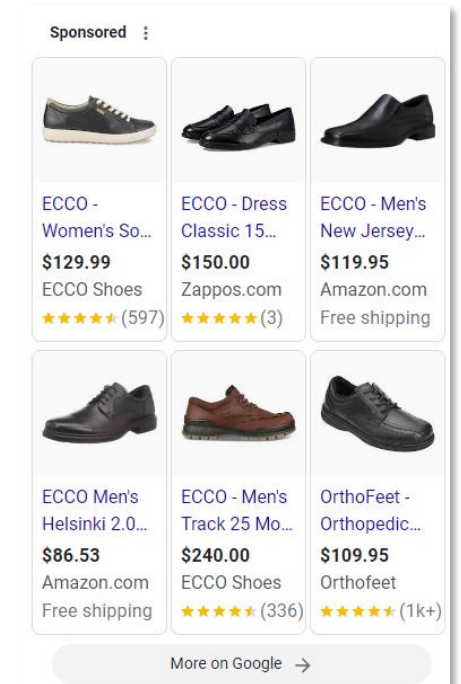 Sponsored
ECCO -
Women's So...
$129.99
ECCO Shoes
(597)
ECCO - Dress
Classic 15...
$150.00
Zappos.com
(3)
ECCO - Men's
New Jersey...
$119.95
Amazon.com
Free shipping
ECCO Men's
Helsinki 2.0...
$86.53
Amazon.com
Free shipping
ECCO - Men's
Track 25 Mo...
$240.00
ECCO Shoes
(336)
OrthoFeet -
Orthopedic...
$109.95
Orthofeet
(1k+)
More on Google →